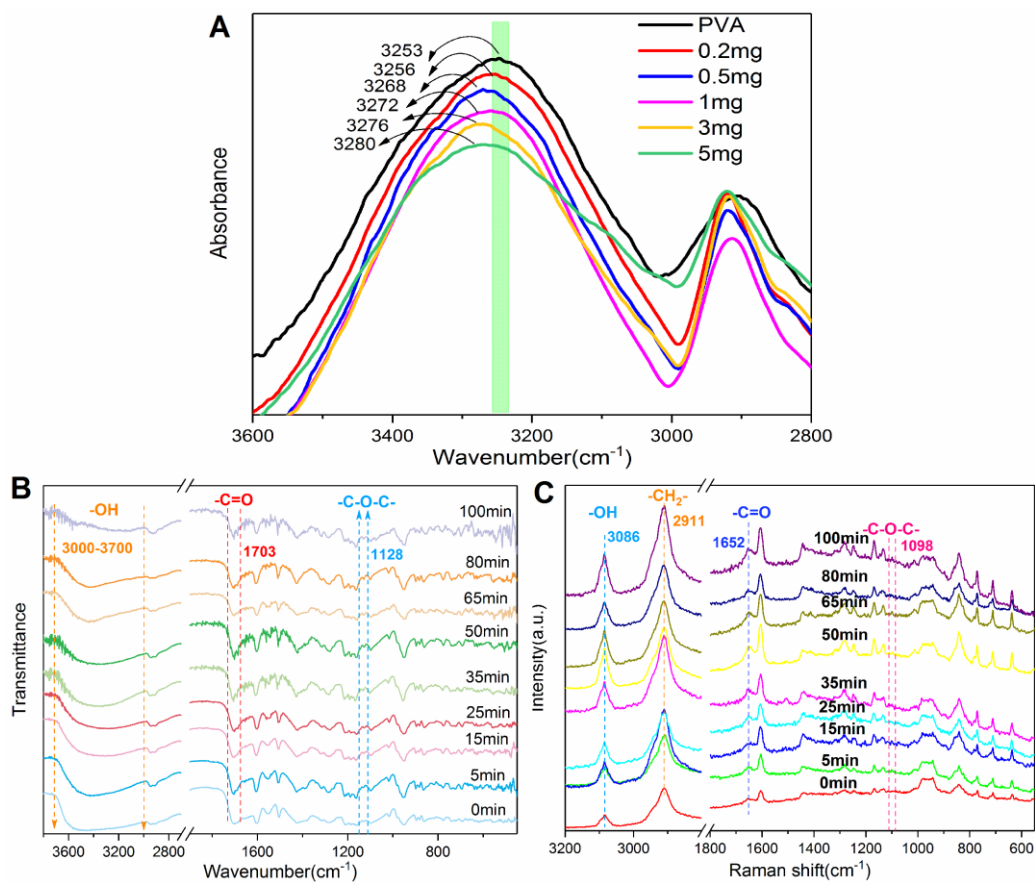 A
PVA
0.2mg
0.5mg
1mg
3mg
5mg
3253
3256
3268
3272
3276
3280
Absorbance
3600 3400 3200 3000 2800
Wavenumber(cm-1)
B
-OH
-C=O
-C-O-C-
3000-3700
1703
1128
100min
80min
65min
50min
35min
25min
15min
5min
0min
Transmittance
3800 3200 2800 1600 1200 800
Wavenumber(cm-1)
C
-OH
-CH2-
-C=O
-C-O-C-
3086
2911
1652
1098
100min
80min
65min
50min
35min
25min
15min
5min
0min
Intensity(a.u.)
3200 3000 1800 1600 1400 1200 1000 800 600
Raman shift(cm-1)